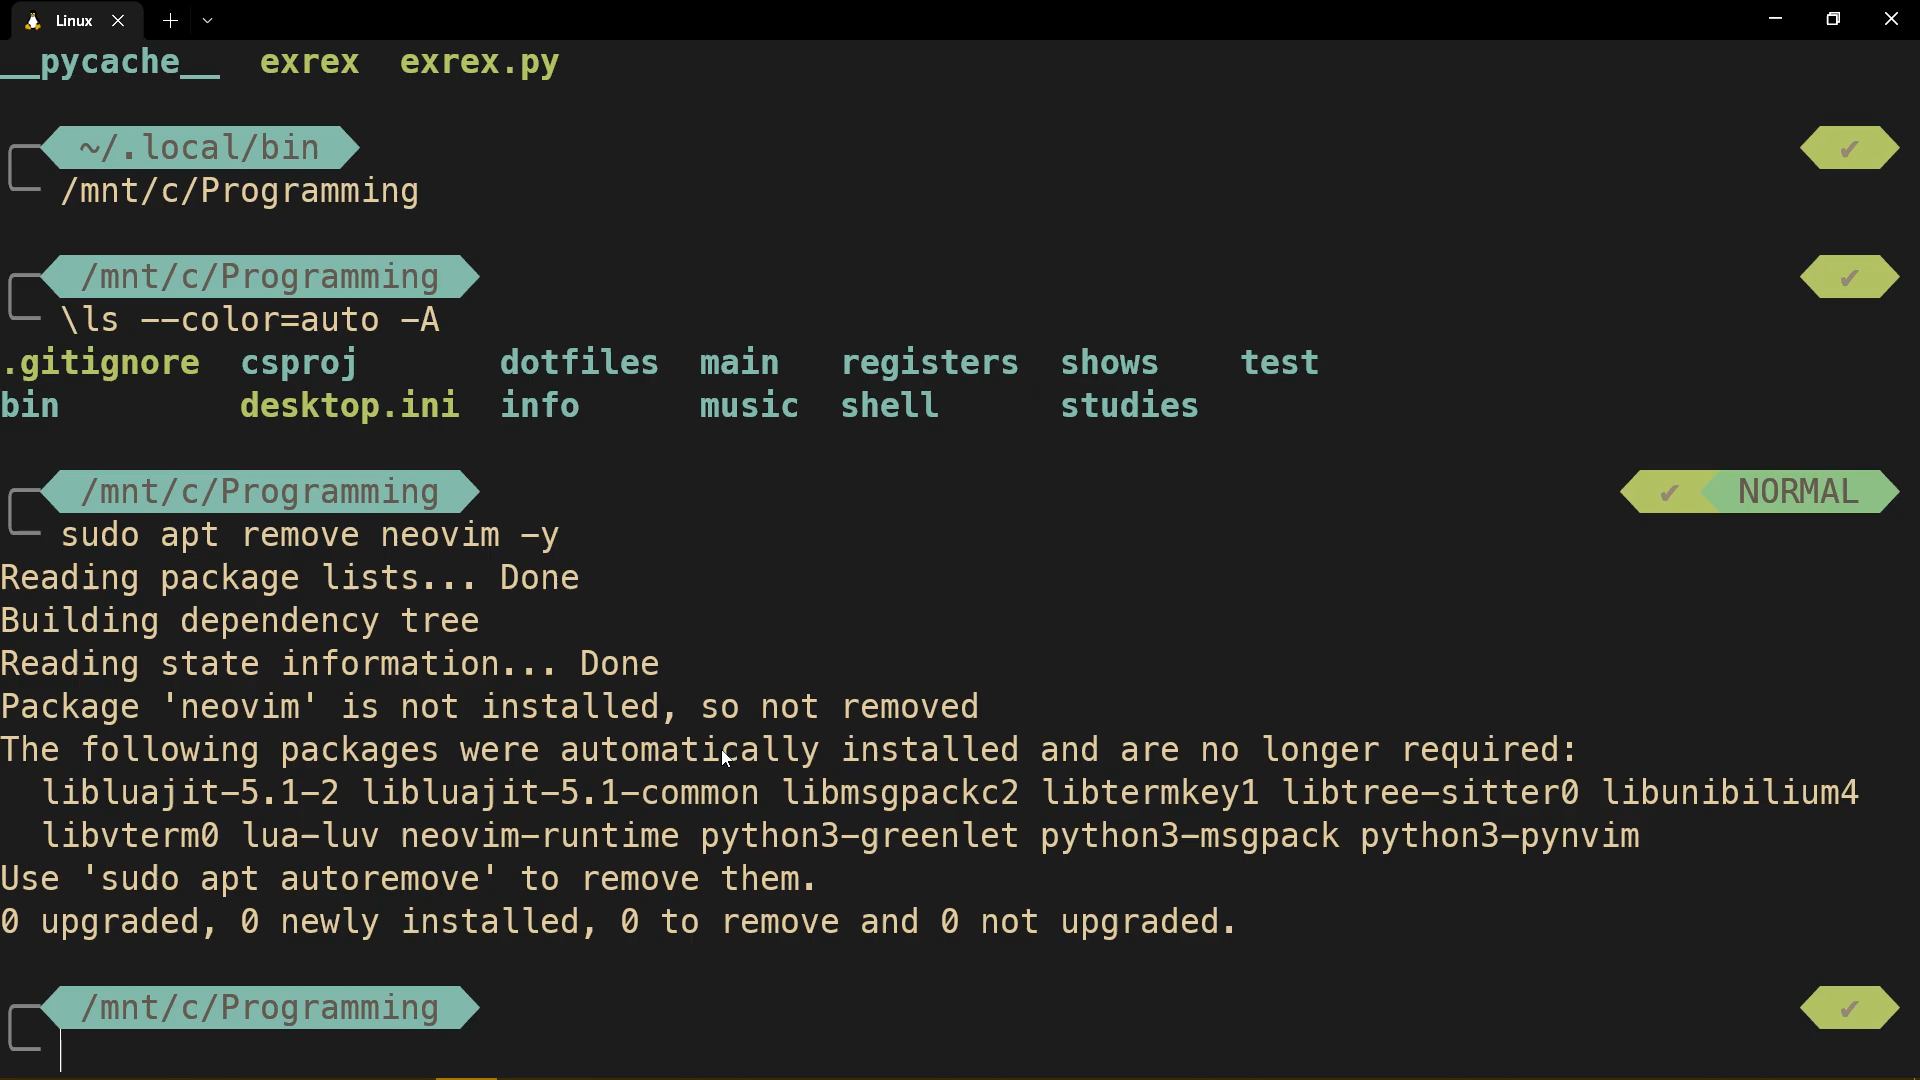 Linux
__pycache__  exrex  exrex.py
~/.local/bin ✔
/mnt/c/Programming
/mnt/c/Programming ✔
\ls --color=auto -A
.gitignore  csproj       dotfiles  main   registers  shows    test
bin         desktop.ini  info      music  shell      studies
/mnt/c/Programming ✔ NORMAL
sudo apt remove neovim -y
Reading package lists... Done
Building dependency tree
Reading state information... Done
Package 'neovim' is not installed, so not removed
The following packages were automatically installed and are no longer required:
  libluajit-5.1-2 libluajit-5.1-common libmsgpackc2 libtermkey1 libtree-sitter0 libunibilium4
  libvterm0 lua-luv neovim-runtime python3-greenlet python3-msgpack python3-pynvim
Use 'sudo apt autoremove' to remove them.
0 upgraded, 0 newly installed, 0 to remove and 0 not upgraded.
/mnt/c/Programming ✔